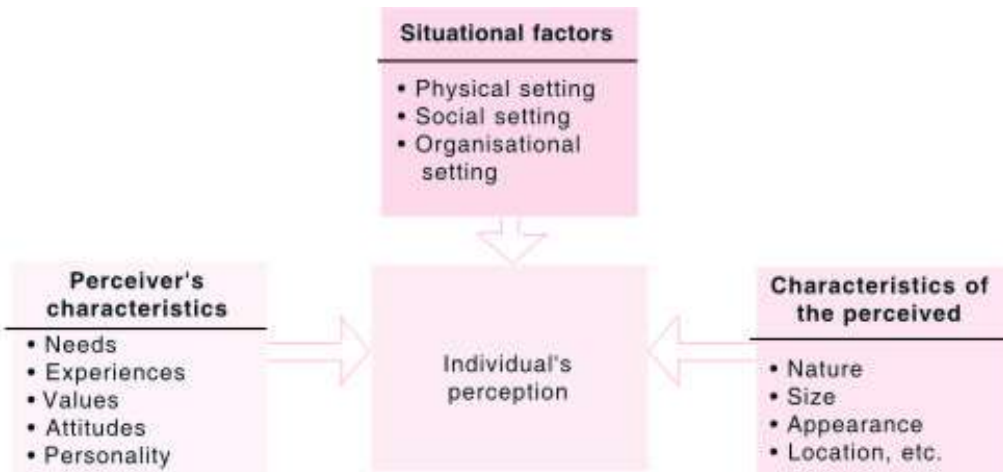 Situational factors
• Physical setting
• Social setting
• Organisational
setting
Perceiver's
characteristics
• Needs
• Experiences
• Values
• Attitudes
• Personality
Individual's
perception
Characteristics of
the perceived
• Nature
• Size
• Appearance
• Location, etc.